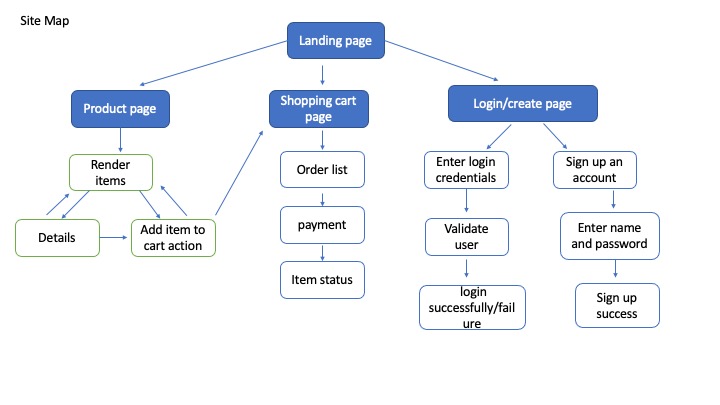 Site Map
Landing page
Product page
Shopping cart
page
Login/create page
Render
items
Order list
Enter login
credentials
Sign up an
account
Details
Add item to
cart action
payment
Validate
user
Enter name
and password
Item status
login
successfully/fail
ure
Sign up
success